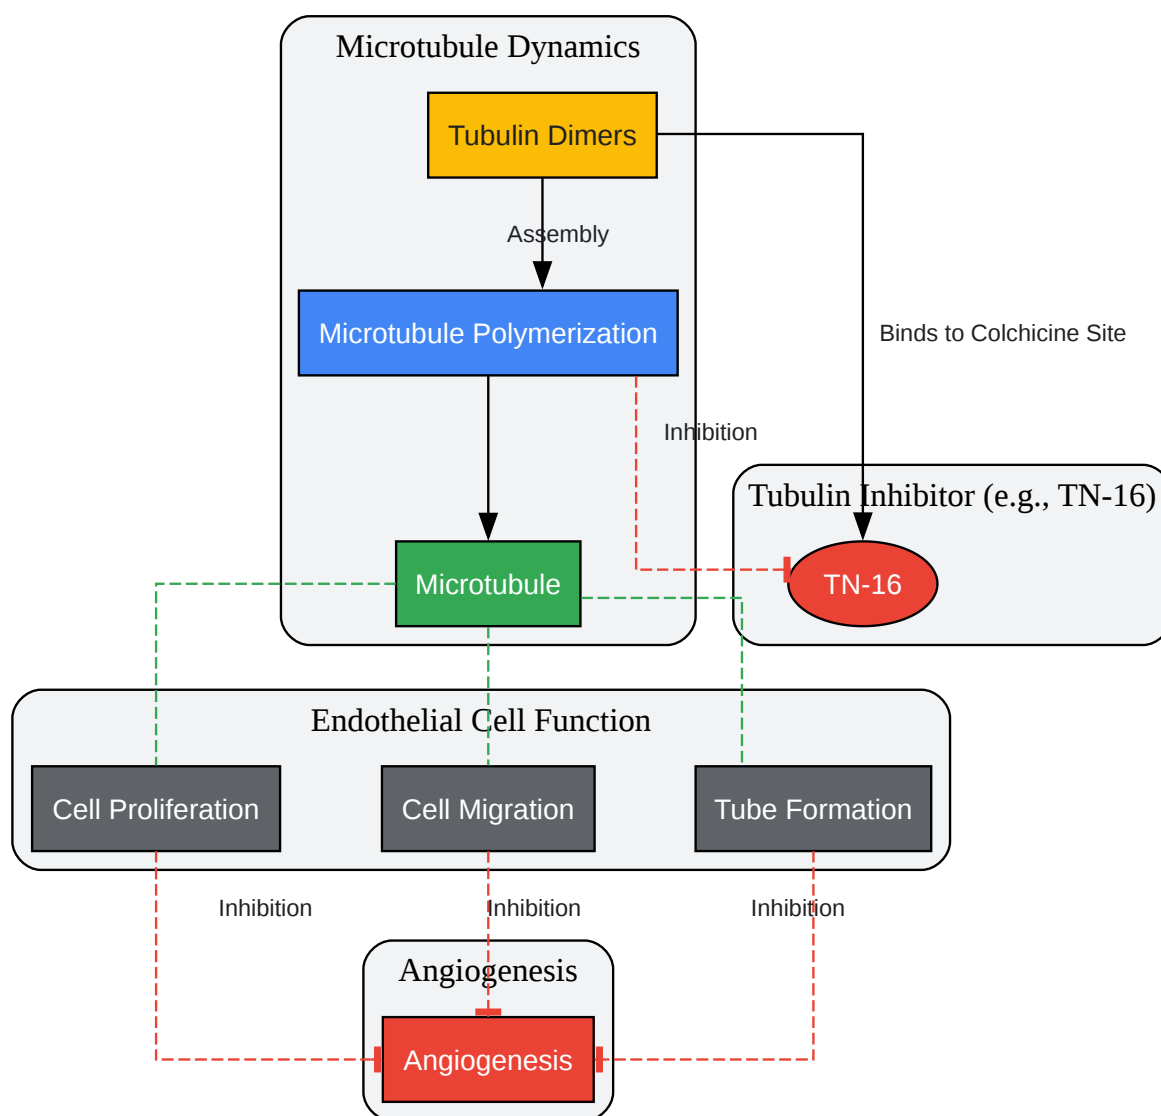 Microtubule Dynamics
Tubulin Dimers
Assembly
Microtubule Polymerization
Binds to Colchicine Site
Inhibition
Tubulin Inhibitor (e.g., TN-16)
Microtubule
TN-16
Endothelial Cell Function
Cell Proliferation
Cell Migration
Tube Formation
Inhibition
Inhibition
Inhibition
Angiogenesis
Angiogenesis